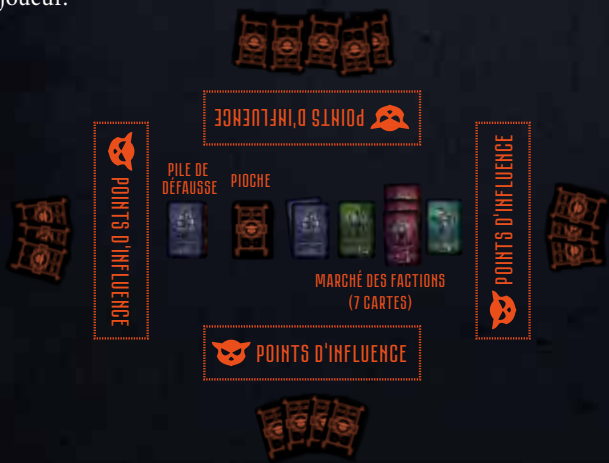 joueur.
POINTS D'INFLUENCE
POINTS D'INFLUENCE
PILE DE
DÉFAUSSE
PIOCHE
POINTS D'INFLUENCE
MARCHÉ DES FACTIONS
(7 CARTES)
POINTS D'INFLUENCE